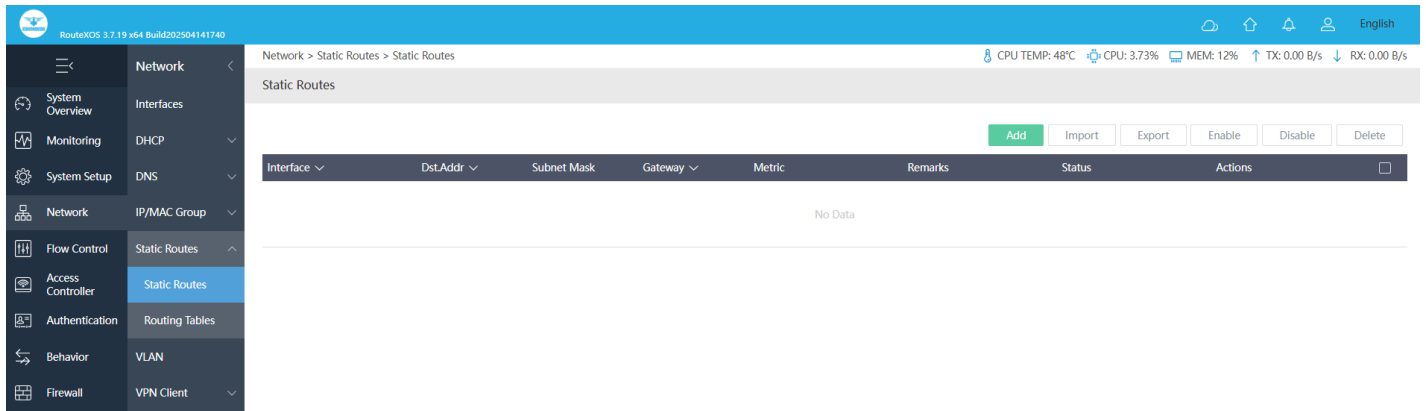 RouteXOS 3.7.19 x64 Build202504141740
English
Network
Network > Static Routes > Static Routes
CPU TEMP: 48°C CPU: 3.73% MEM: 12% TX: 0.00 B/s RX: 0.00 B/s
Static Routes
System Overview
Interfaces
Monitoring
DHCP
Add Import Export Enable Disable Delete
System Setup
DNS
Interface Dst.Addr Subnet Mask Gateway Metric Remarks Status Actions
Network
IP/MAC Group
No Data
Flow Control
Static Routes
Access Controller
Static Routes
Authentication
Routing Tables
Behavior
VLAN
Firewall
VPN Client